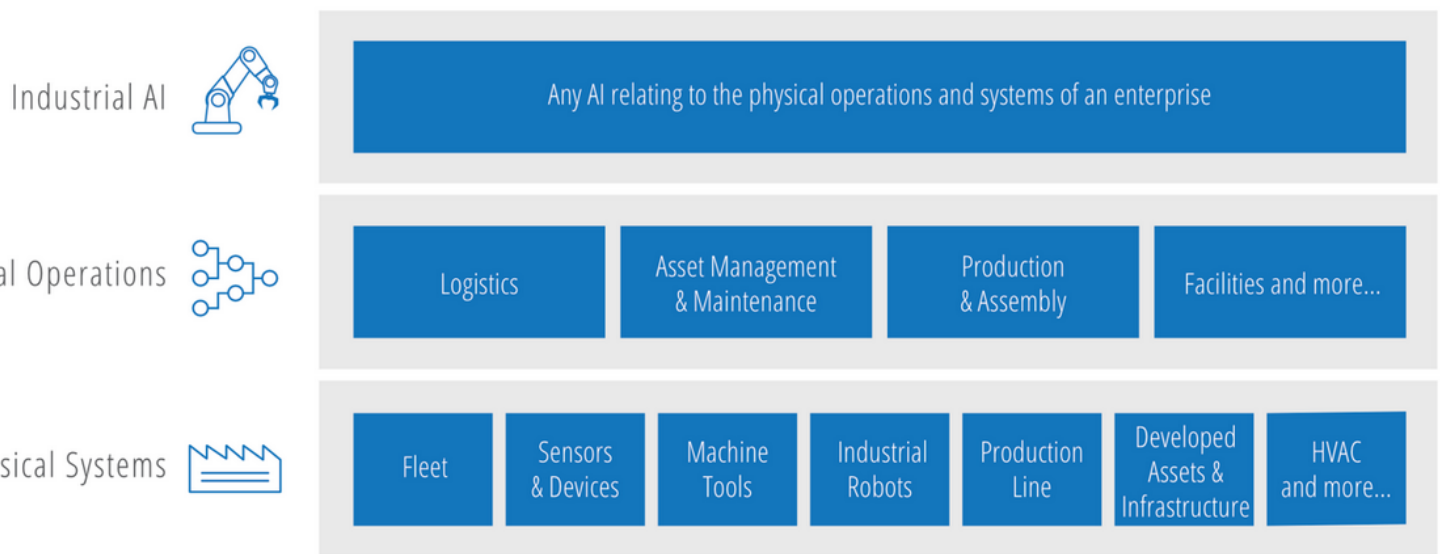 Industrial AI
Any AI relating to the physical operations and systems of an enterprise
al Operations
Logistics
Asset Management
& Maintenance
Production
& Assembly
Facilities and more...
sical Systems
Fleet
Sensors
& Devices
Machine
Tools
Industrial
Robots
Production
Line
Developed
Assets &
Infrastructure
HVAC
and more...